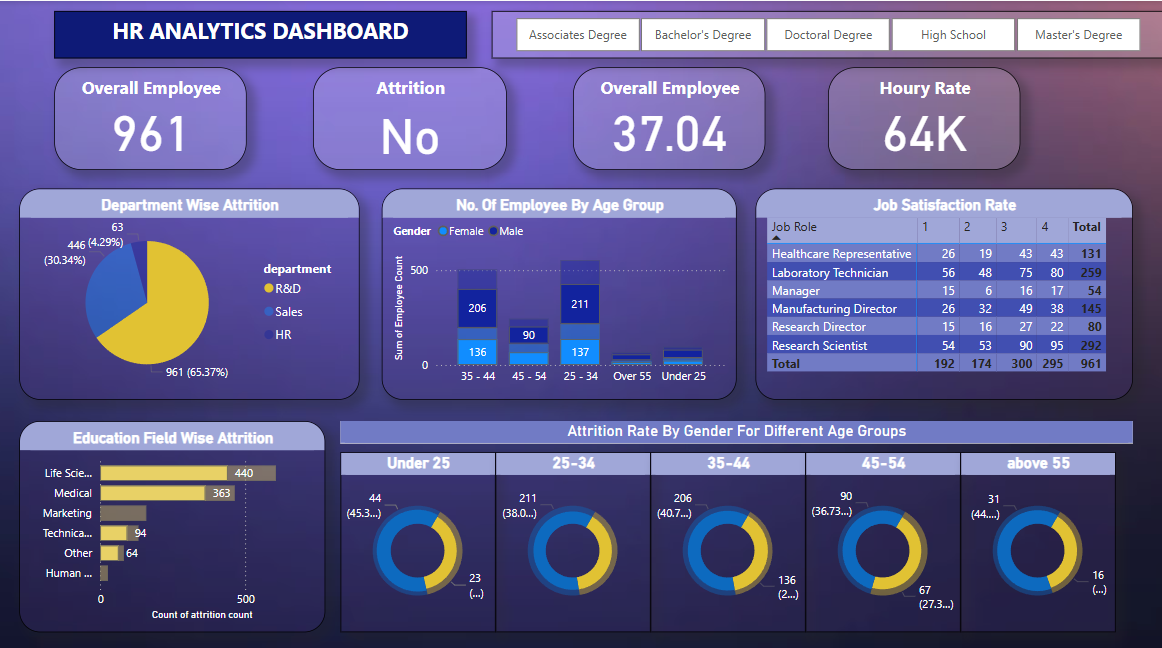 HR ANALYTICS DASHBOARD
Associates Degree
Bachelor's Degree
Doctoral Degree
High School
Master's Degree
Overall Employee
961
Attrition
No
Overall Employee
37.04
Houry Rate
64K
Department Wise Attrition
63
(4.29%)
446
(30.34%)
961 (65.37%)
department
R&D
Sales
HR
No. Of Employee By Age Group
Gender Female Male
Sum of Employee Count
500
0
206
136
90
211
137
35 - 44
45 - 54
25 - 34
Over 55
Under 25
Job Satisfaction Rate
Job Role 1 2 3 4 Total
Healthcare Representative 26 19 43 43 131
Laboratory Technician 56 48 75 80 259
Manager 15 6 16 17 54
Manufacturing Director 26 32 49 38 145
Research Director 15 16 27 22 80
Research Scientist 54 53 90 95 292
Total 192 174 300 295 961
Education Field Wise Attrition
Life Scie... 440
Medical 363
Marketing
Technica... 94
Other 64
Human ...
0 500
Count of attrition count
Attrition Rate By Gender For Different Age Groups
Under 25
44
(45.3...)
23
(...)
25-34
211
(38.0...)
35-44
206
(40.7...)
136
(2...)
45-54
90
(36.73...)
67
(27.3...)
above 55
31
(44....)
16
(...)